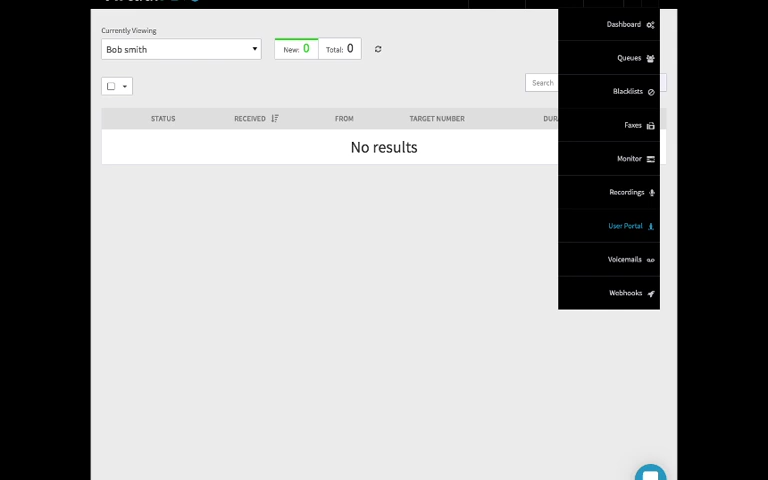 Dashboard
Currently Viewing
Bob smith
New: 0 Total: 0
Queues
Search
Blacklists
STATUS RECEIVED FROM TARGET NUMBER
Faxes
No results
Monitor
Recordings
User Portal
Voicemails
Webhooks